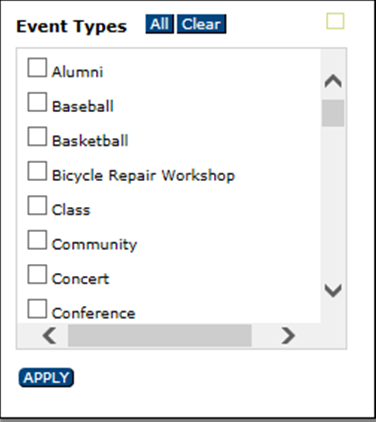 Event Types All Clear
Alumni
Baseball
Basketball
Bicycle Repair Workshop
Class
Community
Concert
Conference
APPLY